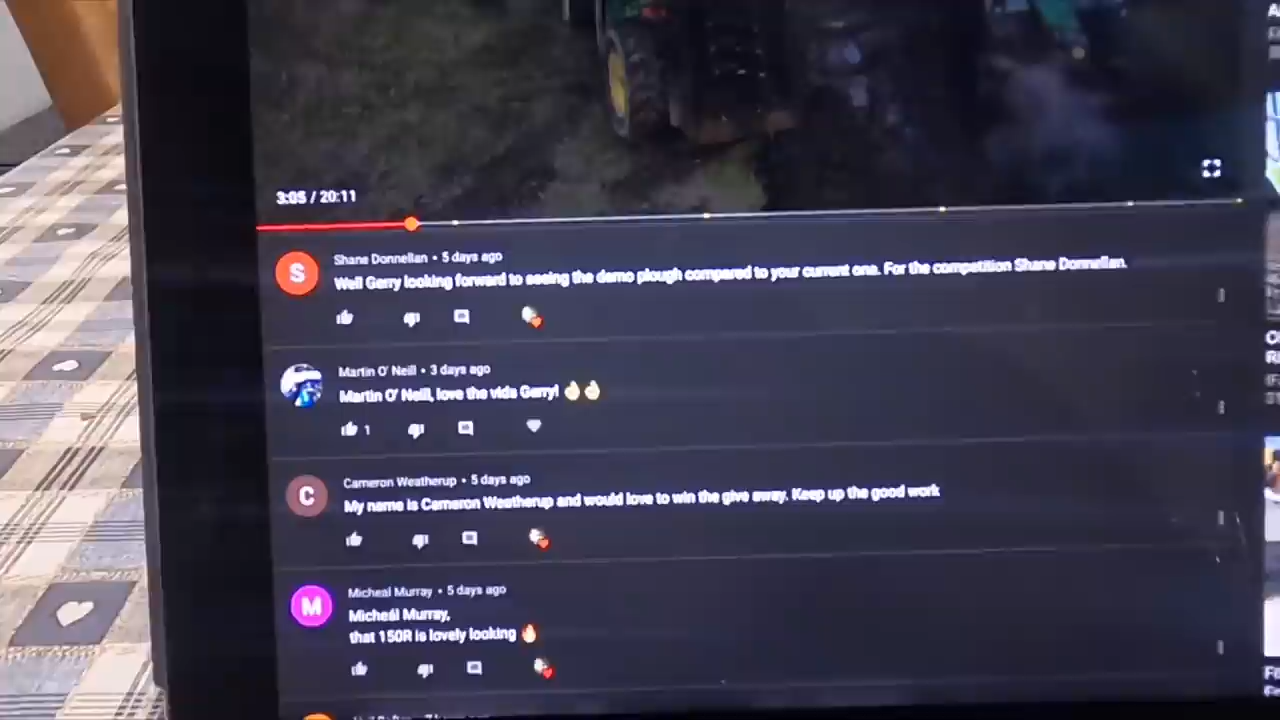 3:05 / 20:11
S
Shane Donnellan • 5 days ago
Well Gerry looking forward to seeing the demo plough compared to your current one. For the competition Shane Donnellan.
Martin O' Neill • 3 days ago
Martin O' Neill, love the vids Gerry! 👌👌
1
C
Cameron Weatherup • 5 days ago
My name is Cameron Weatherup and would love to win the give away. Keep up the good work
M
Micheal Murray • 5 days ago
Micheál Murray,
that 150R is lovely looking 🔥